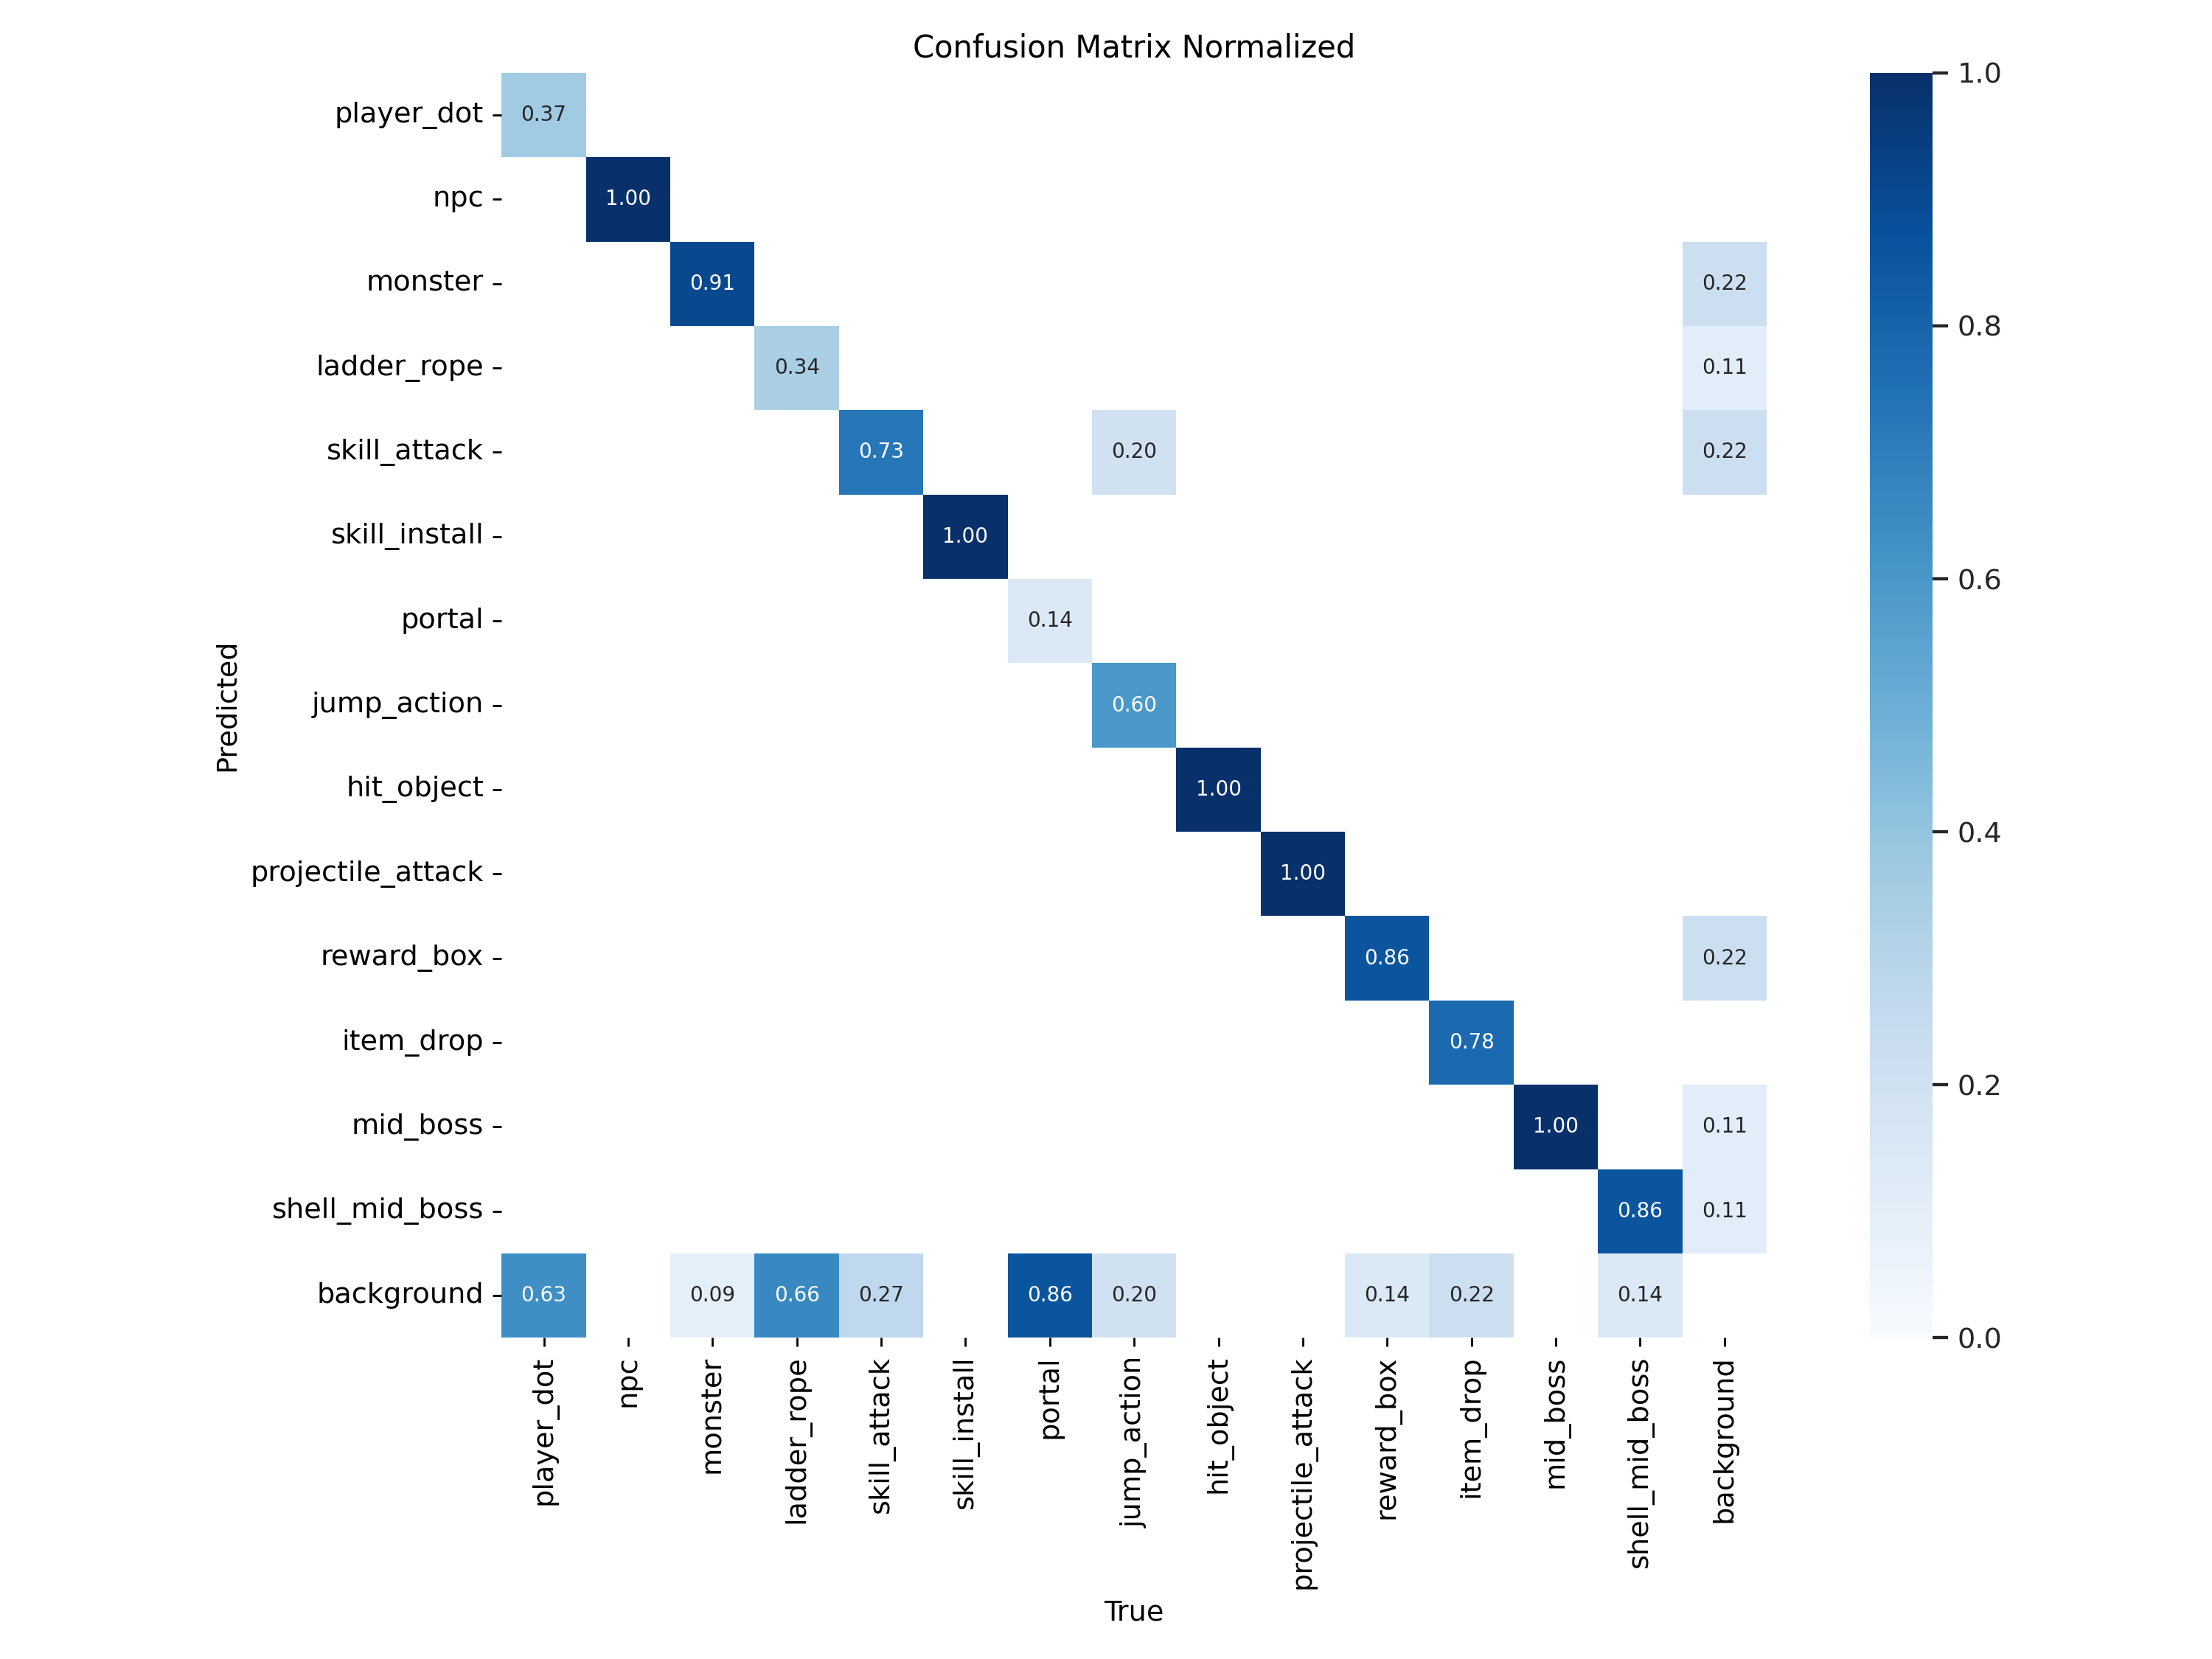 Confusion Matrix Normalized
player_dot 0.37
npc 1.00
monster 0.91 0.22
ladder_rope 0.34 0.11
skill_attack 0.73 0.20 0.22
skill_install 1.00
portal 0.14
jump_action 0.60
hit_object 1.00
projectile_attack 1.00
reward_box 0.86 0.22
item_drop 0.78
mid_boss 1.00 0.11
shell_mid_boss 0.86 0.11
background 0.63 0.09 0.66 0.27 0.86 0.20 0.14 0.22 0.14
Predicted
player_dot
npc
monster
ladder_rope
skill_attack
skill_install
portal
jump_action
hit_object
projectile_attack
reward_box
item_drop
mid_boss
shell_mid_boss
background
True
1.0
0.8
0.6
0.4
0.2
0.0